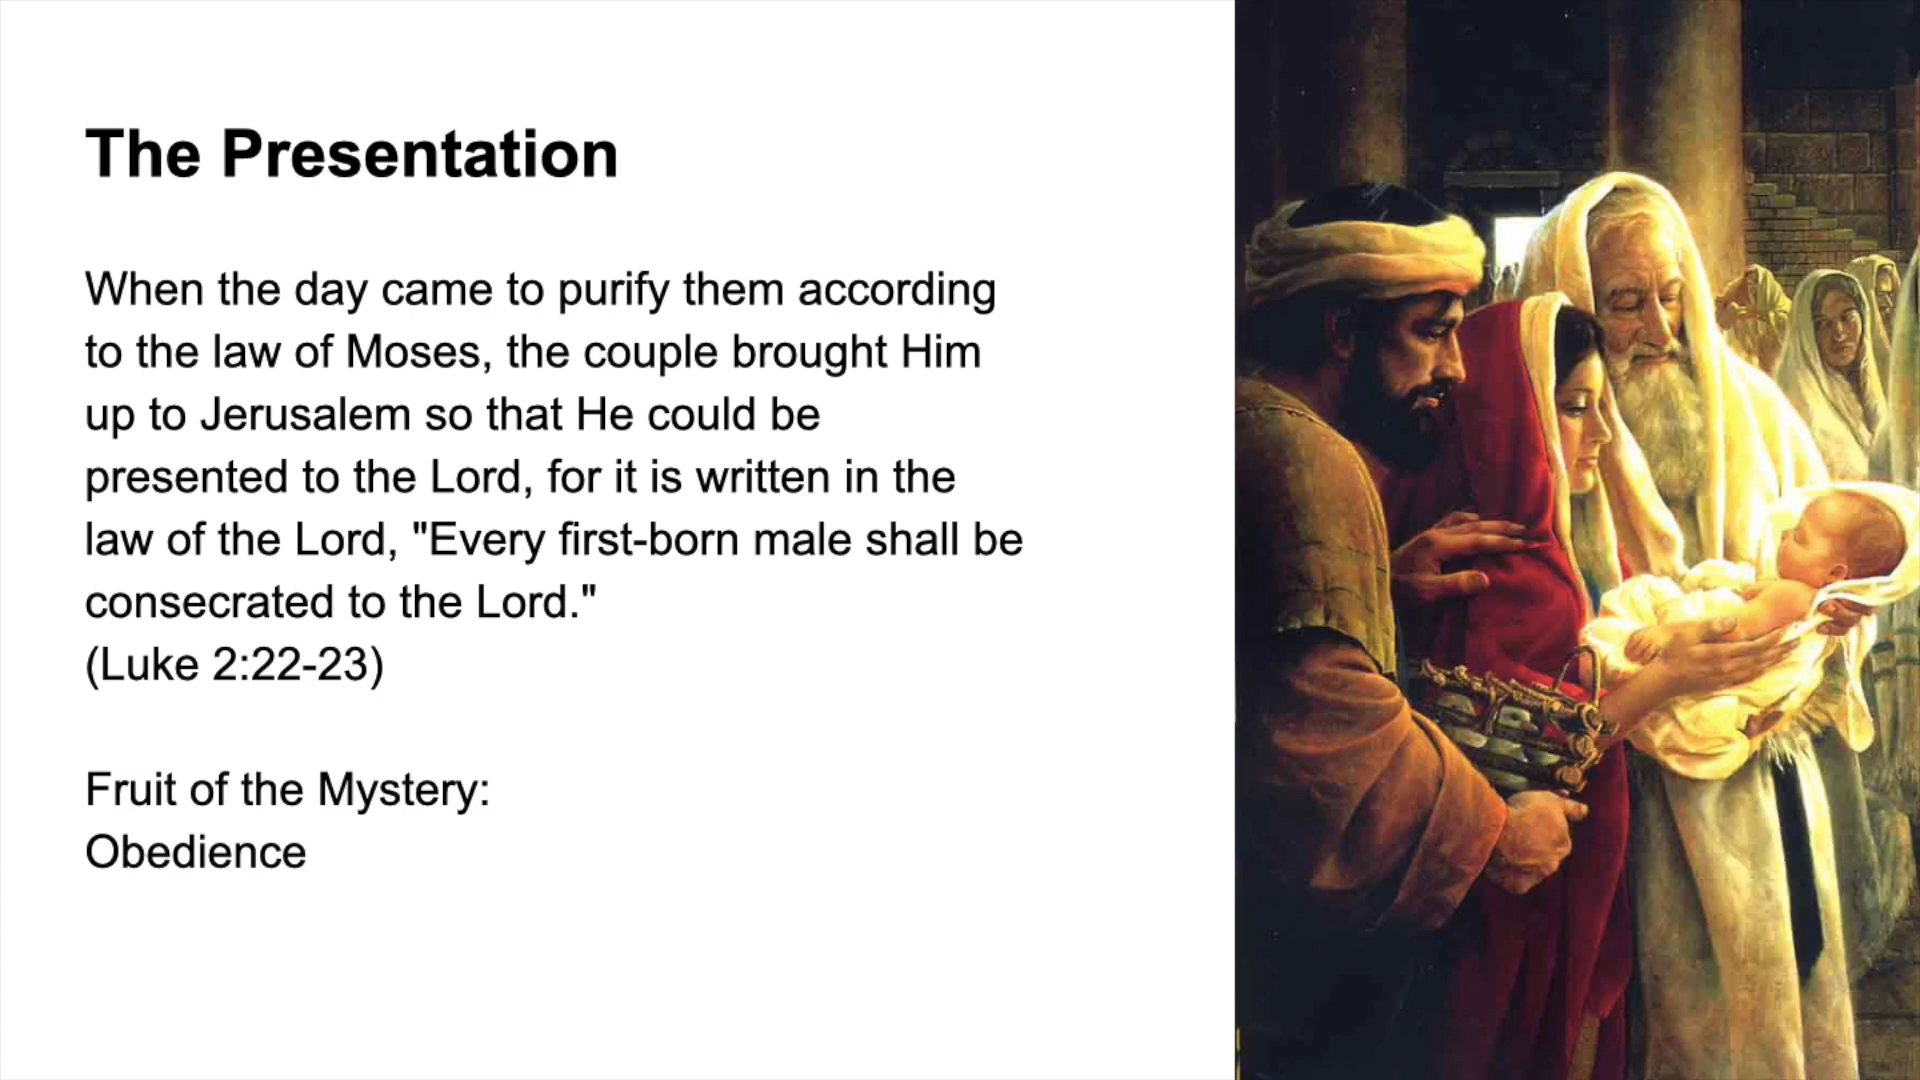 The Presentation
When the day came to purify them according
to the law of Moses, the couple brought Him
up to Jerusalem so that He could be
presented to the Lord, for it is written in the
law of the Lord, "Every first-born male shall be
consecrated to the Lord."
(Luke 2:22-23)
Fruit of the Mystery:
Obedience